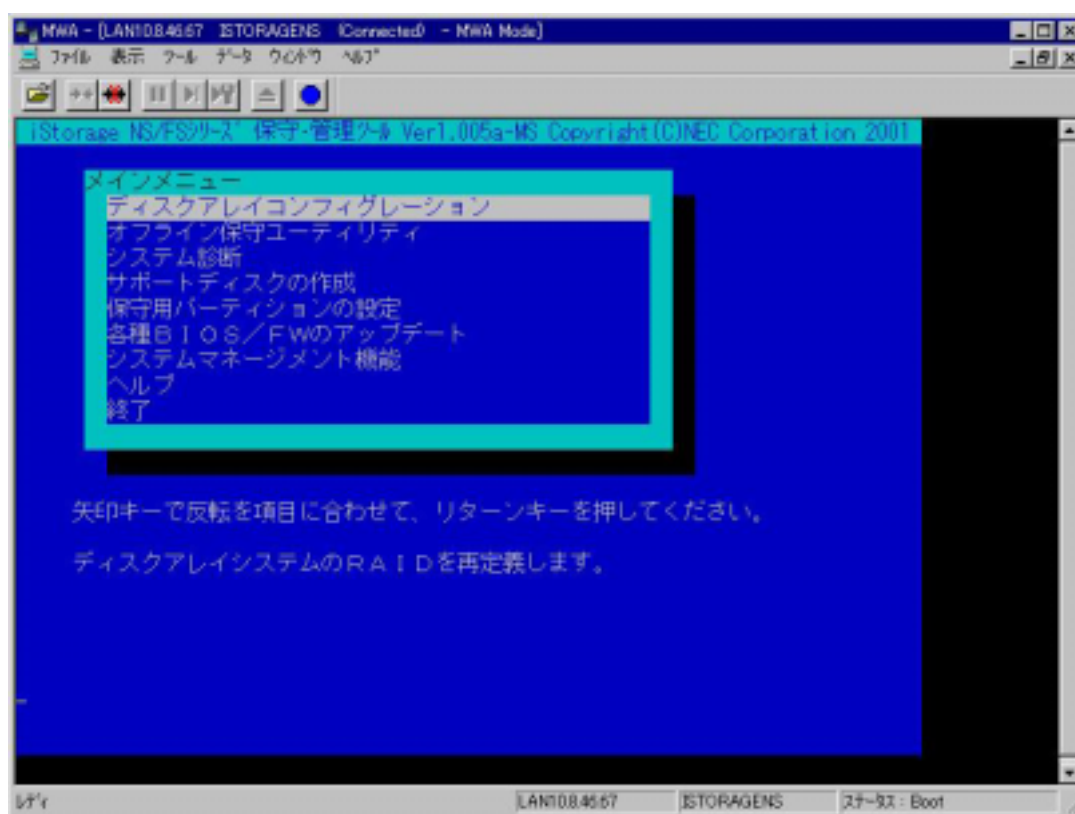 MWA - [LAN10.8.46.67 ISTORAGENS (Connected) - MWA Mode]
ファイル 表示 ツール データ ウィンドウ ヘルプ
iStorage NS/FSシリーズ 保守・管理ツール Ver1.005a-MS Copyright(C)NEC Corporation 2001
メインメニュー
ディスクアレイコンフィグレーション
オフライン保守ユーティリティ
システム診断
サポートディスクの作成
保守用パーティションの設定
各種BIOS/FWのアップデート
システムマネージメント機能
ヘルプ
終了
矢印キーで反転を項目に合わせて、リターンキーを押してください。
ディスクアレイシステムのRAIDを再定義します。
レディ LAN10.8.46.67 ISTORAGENS ステータス : Boot